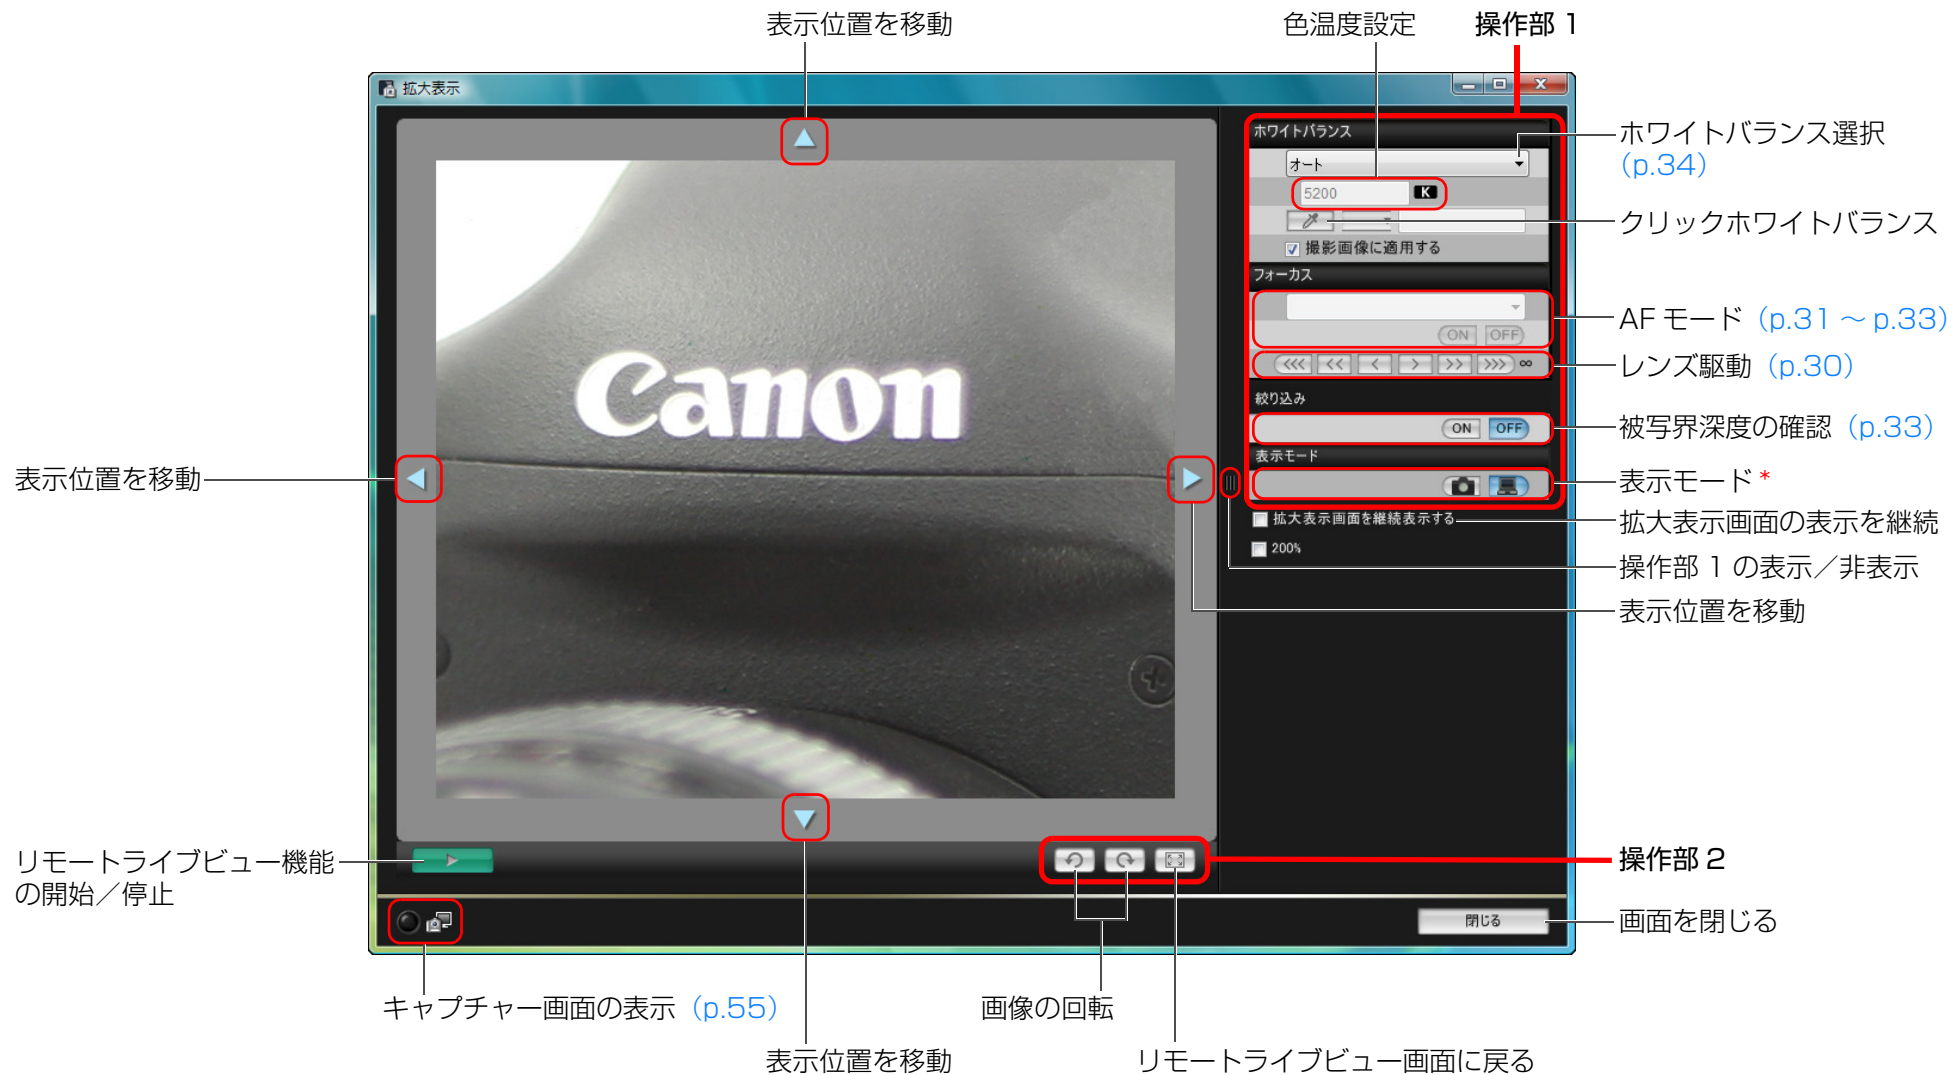 表示位置を移動
色温度設定
操作部 1
拡大表示
ホワイトバランス
オート
5200 K
撮影画像に適用する
フォーカス
ON OFF
<<< << < > >> >>> ∞
絞り込み
ON OFF
表示モード
拡大表示画面を継続表示する
200%
Canon
ホワイトバランス選択
(p.34)
クリックホワイトバランス
AF モード (p.31 ～ p.33)
レンズ駆動 (p.30)
被写界深度の確認 (p.33)
表示モード*
拡大表示画面の表示を継続
操作部 1 の表示／非表示
表示位置を移動
表示位置を移動
リモートライブビュー機能
の開始／停止
操作部 2
閉じる
画面を閉じる
キャプチャー画面の表示 (p.55)
画像の回転
表示位置を移動
リモートライブビュー画面に戻る